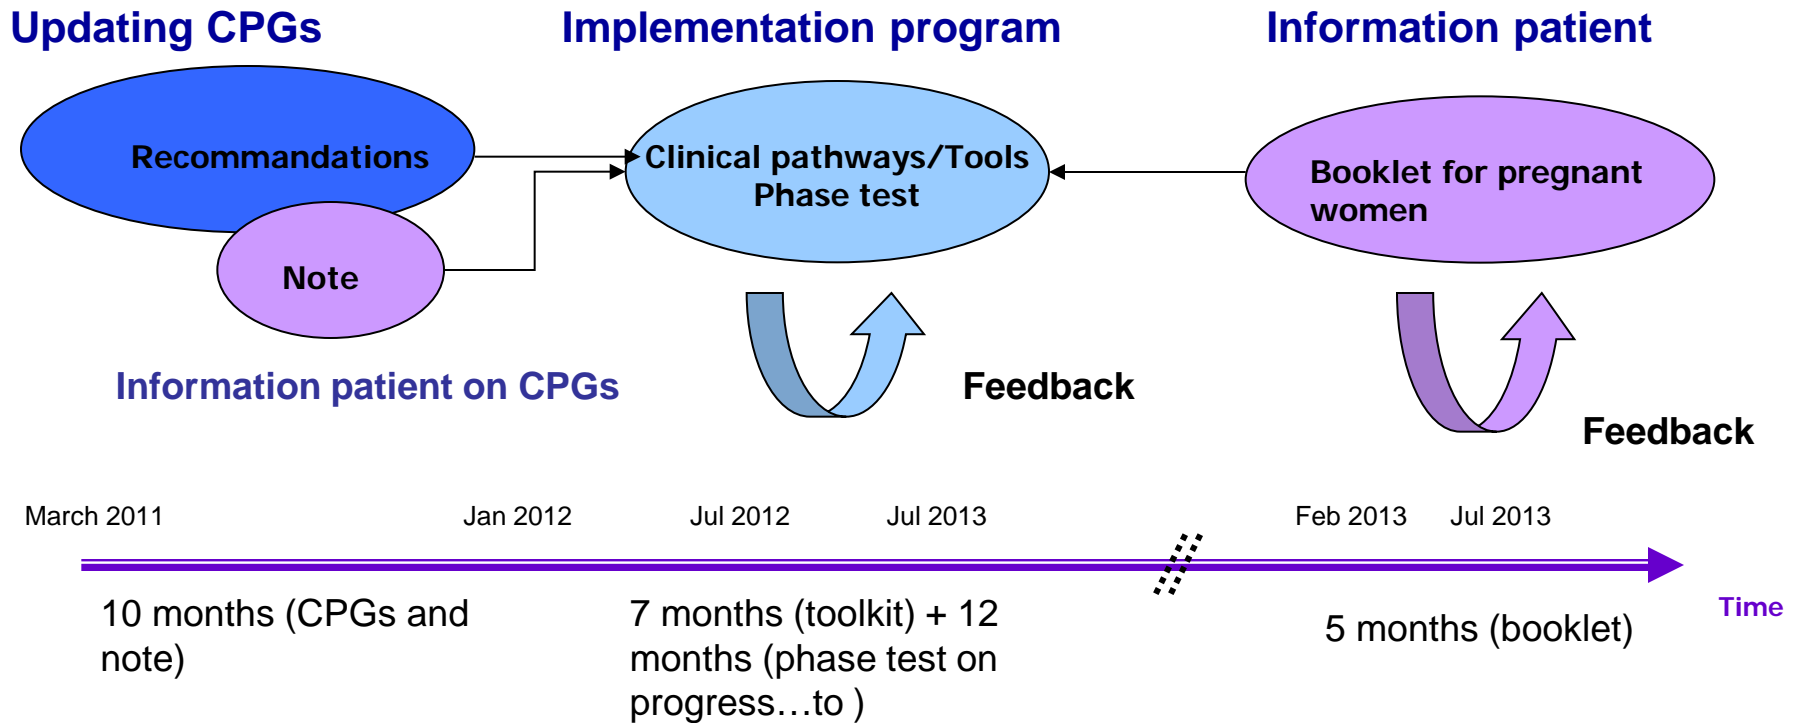 Updating CPGs
Implementation program
Information patient
Recommandations
Clinical pathways/Tools
Phase test
Booklet for pregnant
women
Note
Information patient on CPGs
Feedback
Feedback
March 2011
Jan 2012
Jul 2012
Jul 2013
Feb 2013
Jul 2013
10 months (CPGs and
note)
7 months (toolkit) + 12
months (phase test on
progress…to )
5 months (booklet)
Time